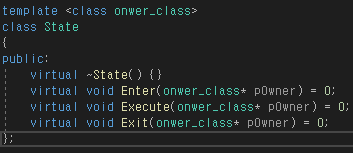 template <class onwer_class>
class State
{
public:
    virtual ~State() {}
    virtual void Enter(onwer_class* pOwner) = 0;
    virtual void Execute(onwer_class* pOwner) = 0;
    virtual void Exit(onwer_class* pOwner) = 0;
};